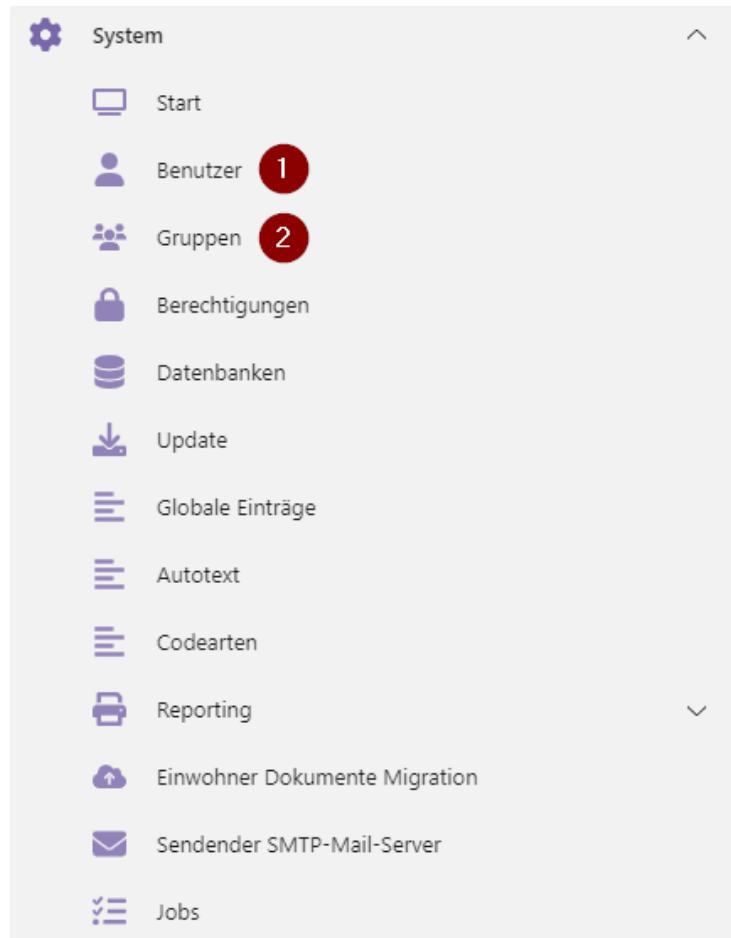 System
Start
Benutzer 1
Gruppen 2
Berechtigungen
Datenbanken
Update
Globale Einträge
Autotext
Codearten
Reporting
Einwohner Dokumente Migration
Sendender SMTP-Mail-Server
Jobs